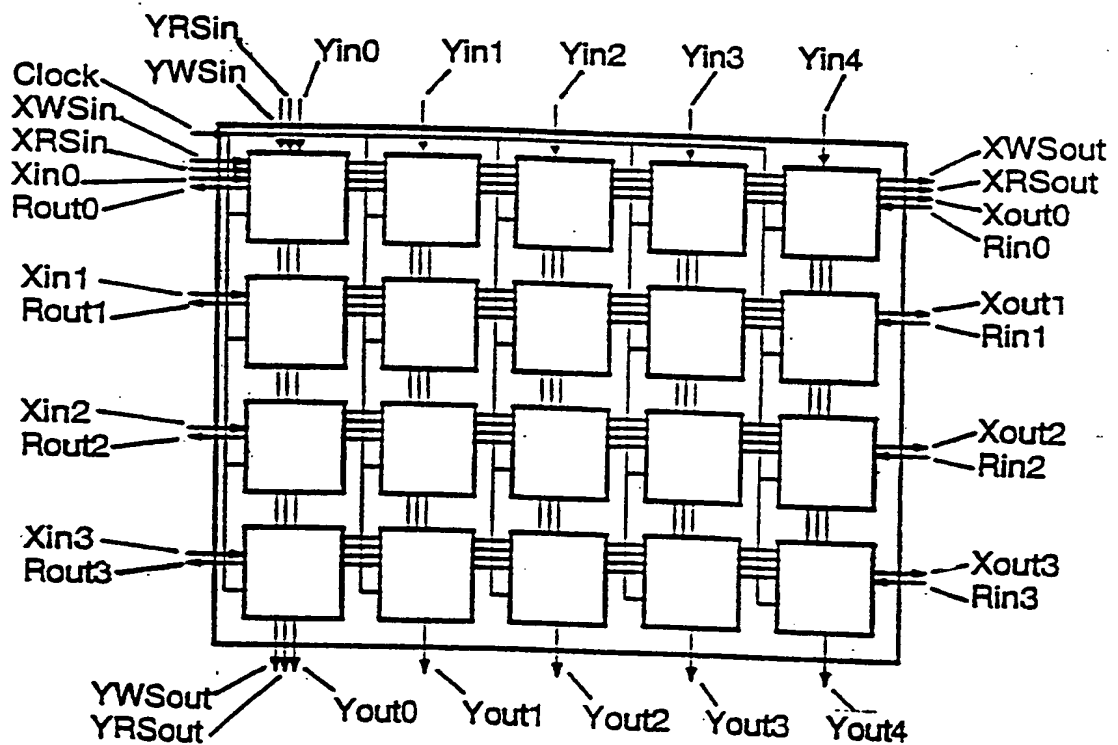 YRSin
YWSin
Yin0
Yin1
Yin2
Yin3
Yin4
Clock
XWSin
XRSin
Xin0
Rout0
XWSout
XRSout
Xout0
Rin0
Xin1
Rout1
Xout1
Rin1
Xin2
Rout2
Xout2
Rin2
Xin3
Rout3
Xout3
Rin3
YWSout
YRSout
Yout0
Yout1
Yout2
Yout3
Yout4